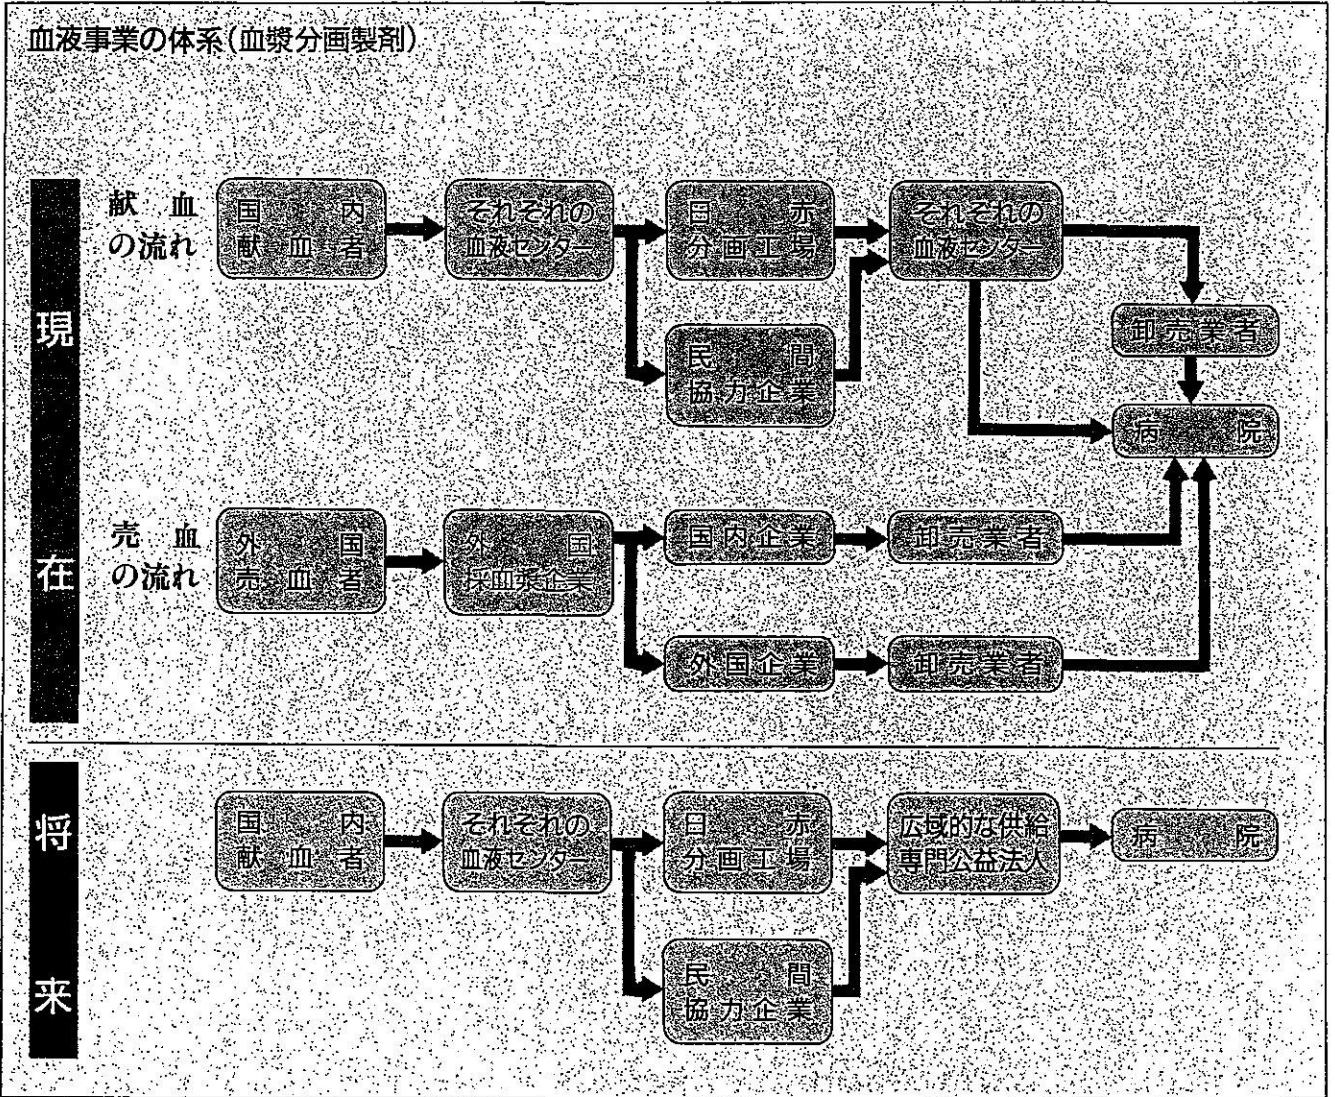 血液事業の体系(血漿分画製剤)
現在
献血
の流れ
国内
献血者
それぞれの
血液センター
日赤
分画工場
民間
協力企業
それぞれの
血液センター
卸売業者
病院
売血
の流れ
外国
売血者
外国
採血漿企業
国内企業
卸売業者
外国企業
卸売業者
将来
国内
献血者
それぞれの
血液センター
日赤
分画工場
民間
協力企業
広域的な供給
専門公益法人
病院